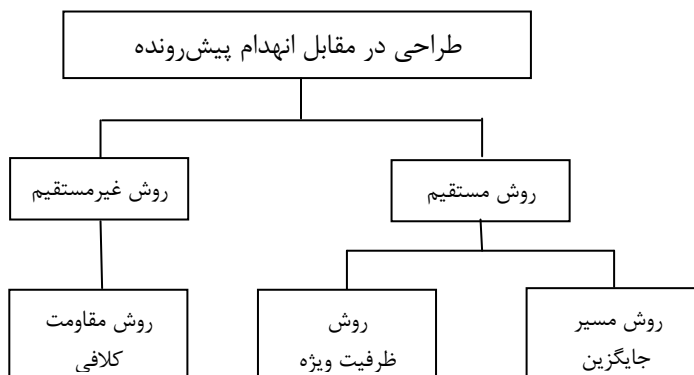 طراحی در مقابل انهدام پیش‌رونده
روش مستقیم
روش غیرمستقیم
روش مسیر
جایگزین
روش
ظرفیت ویژه
روش مقاومت
کلافی